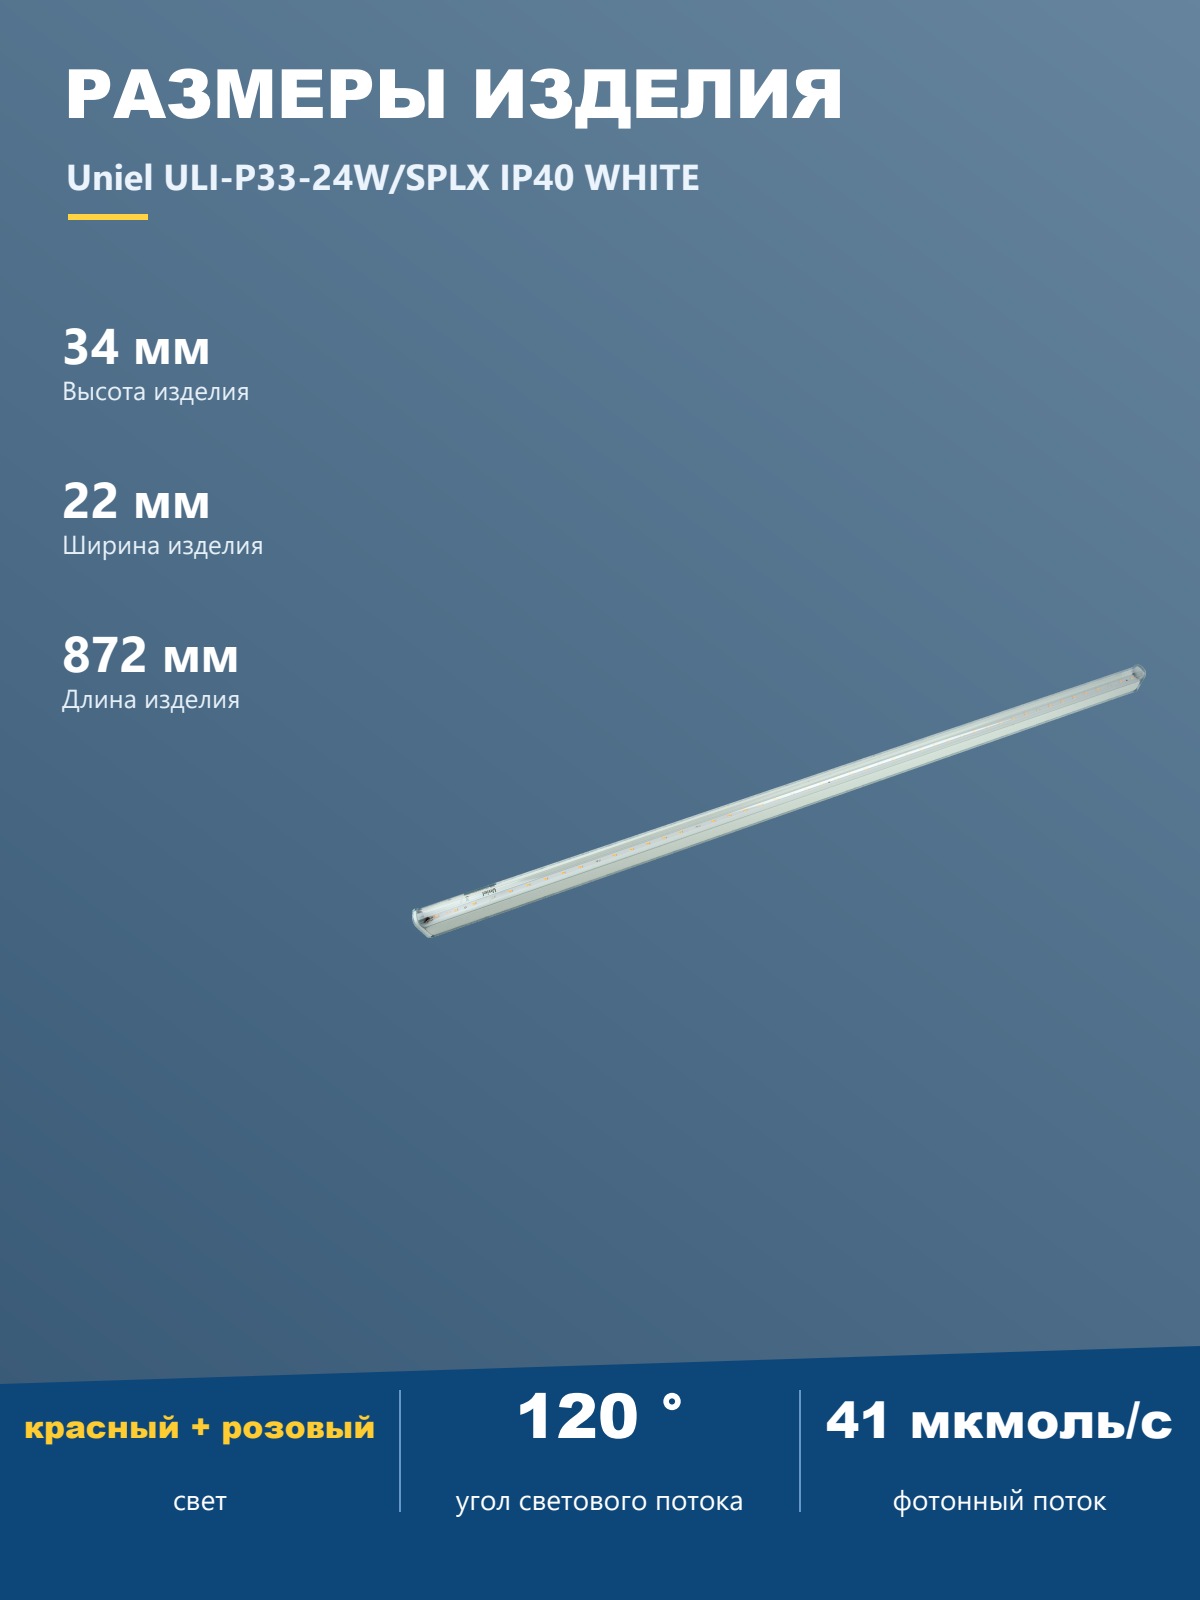 РАЗМЕРЫ ИЗДЕЛИЯ
Uniel ULI-P33-24W/SPLX IP40 WHITE
34 мм
Высота изделия
22 мм
Ширина изделия
872 мм
Длина изделия
Uniel
красный + розовый
свет
120 °
угол светового потока
41 мкмоль/с
фотонный поток